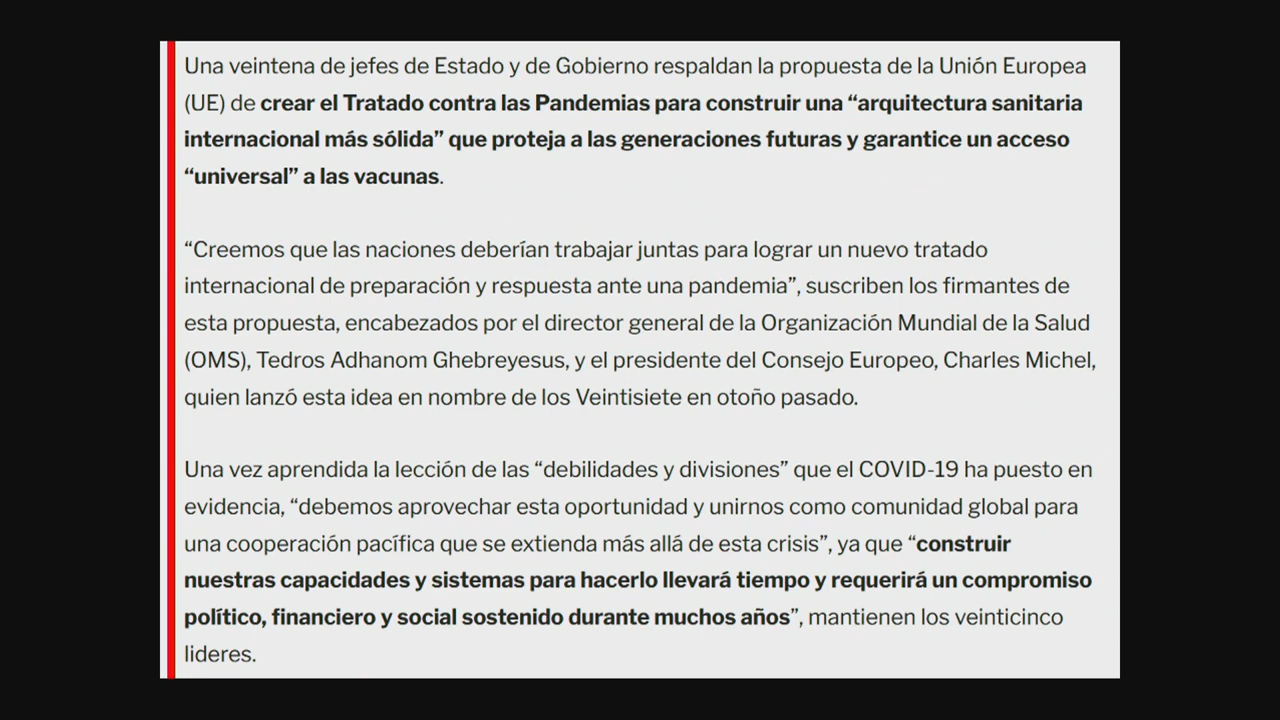 Una veintena de jefes de Estado y de Gobierno respaldan la propuesta de la Unión Europea
(UE) de crear el Tratado contra las Pandemias para construir una “arquitectura sanitaria
internacional más sólida” que proteja a las generaciones futuras y garantice un acceso
“universal” a las vacunas.
“Creemos que las naciones deberían trabajar juntas para lograr un nuevo tratado
internacional de preparación y respuesta ante una pandemia”, suscriben los firmantes de
esta propuesta, encabezados por el director general de la Organización Mundial de la Salud
(OMS), Tedros Adhanom Ghebreyesus, y el presidente del Consejo Europeo, Charles Michel,
quien lanzó esta idea en nombre de los Veintisiete en otoño pasado.
Una vez aprendida la lección de las “debilidades y divisiones” que el COVID-19 ha puesto en
evidencia, “debemos aprovechar esta oportunidad y unirnos como comunidad global para
una cooperación pacífica que se extienda más allá de esta crisis”, ya que “construir
nuestras capacidades y sistemas para hacerlo llevará tiempo y requerirá un compromiso
político, financiero y social sostenido durante muchos años”, mantienen los veinticinco
lideres.